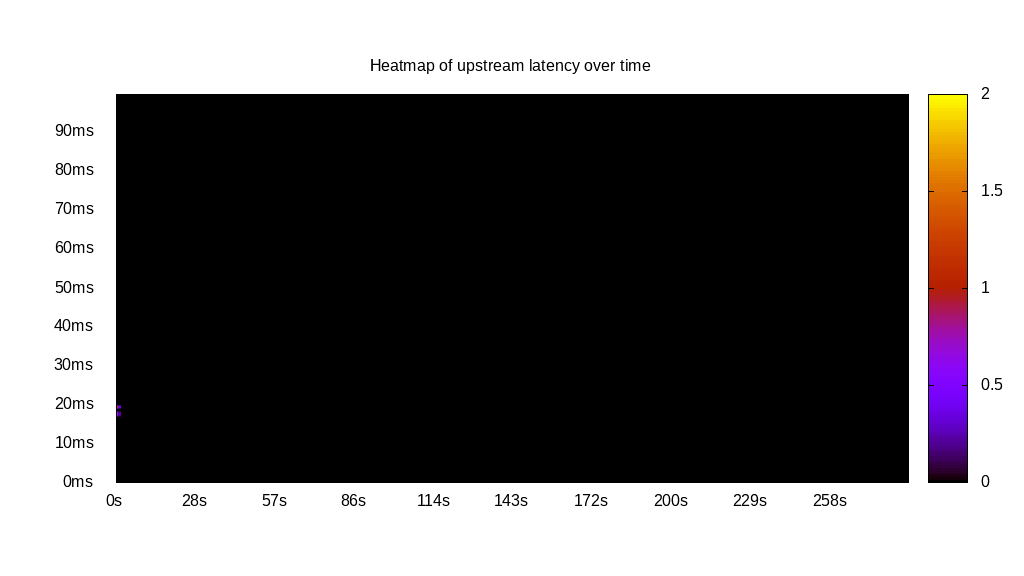 Heatmap of upstream latency over time
90ms
80ms
70ms
60ms
50ms
40ms
30ms
20ms
10ms
0ms
0s 28s 57s 86s 114s 143s 172s 200s 229s 258s
2
1.5
1
0.5
0